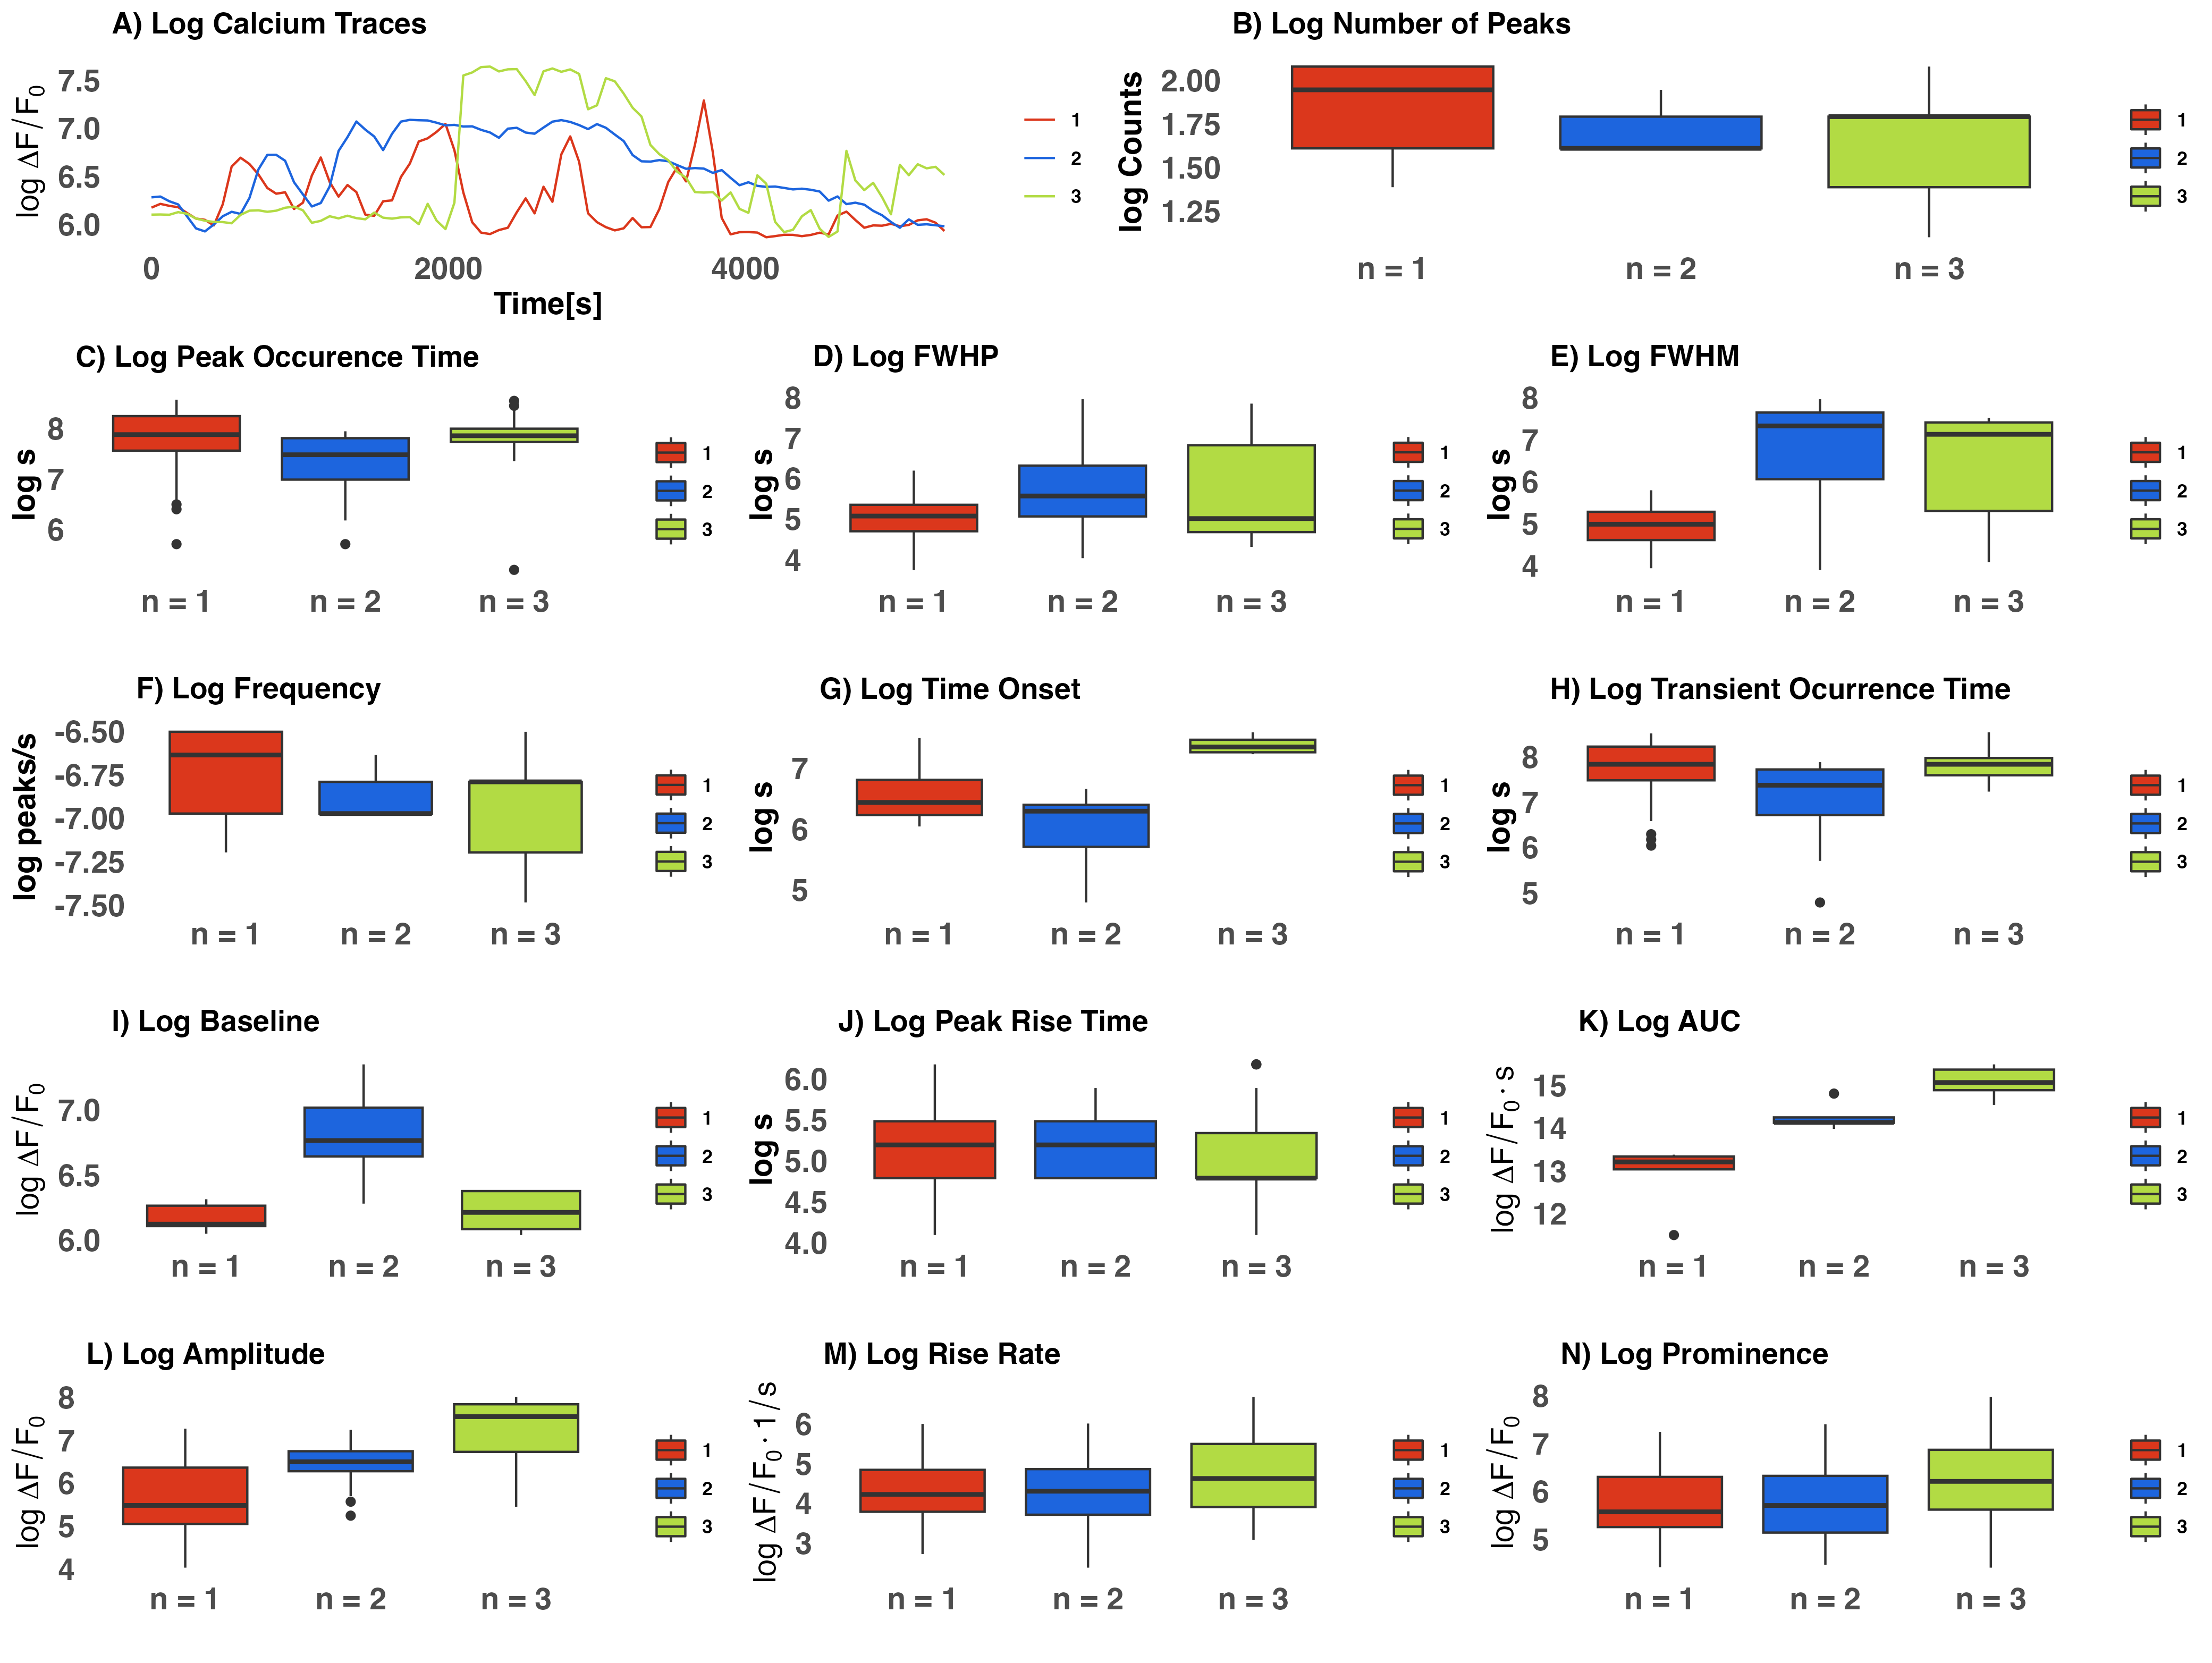 A) Log Calcium Traces
log ΔF/F0
7.5
7.0
6.5
6.0
0 2000 4000
Time[s]
1
2
3
B) Log Number of Peaks
log Counts
2.00
1.75
1.50
1.25
n = 1 n = 2 n = 3
1
2
3
C) Log Peak Occurence Time
log s
8
7
6
n = 1 n = 2 n = 3
1
2
3
D) Log FWHP
log s
8
7
6
5
4
n = 1 n = 2 n = 3
1
2
3
E) Log FWHM
log s
8
7
6
5
4
n = 1 n = 2 n = 3
1
2
3
F) Log Frequency
log peaks/s
-6.50
-6.75
-7.00
-7.25
-7.50
n = 1 n = 2 n = 3
1
2
3
G) Log Time Onset
log s
7
6
5
n = 1 n = 2 n = 3
1
2
3
H) Log Transient Ocurrence Time
log s
8
7
6
5
n = 1 n = 2 n = 3
1
2
3
I) Log Baseline
log ΔF/F0
7.0
6.5
6.0
n = 1 n = 2 n = 3
1
2
3
J) Log Peak Rise Time
log s
6.0
5.5
5.0
4.5
4.0
n = 1 n = 2 n = 3
1
2
3
K) Log AUC
log ΔF/F0·s
15
14
13
12
n = 1 n = 2 n = 3
1
2
3
L) Log Amplitude
log ΔF/F0
8
7
6
5
4
n = 1 n = 2 n = 3
1
2
3
M) Log Rise Rate
log ΔF/F0·1/s
6
5
4
3
n = 1 n = 2 n = 3
1
2
3
N) Log Prominence
log ΔF/F0
8
7
6
5
n = 1 n = 2 n = 3
1
2
3